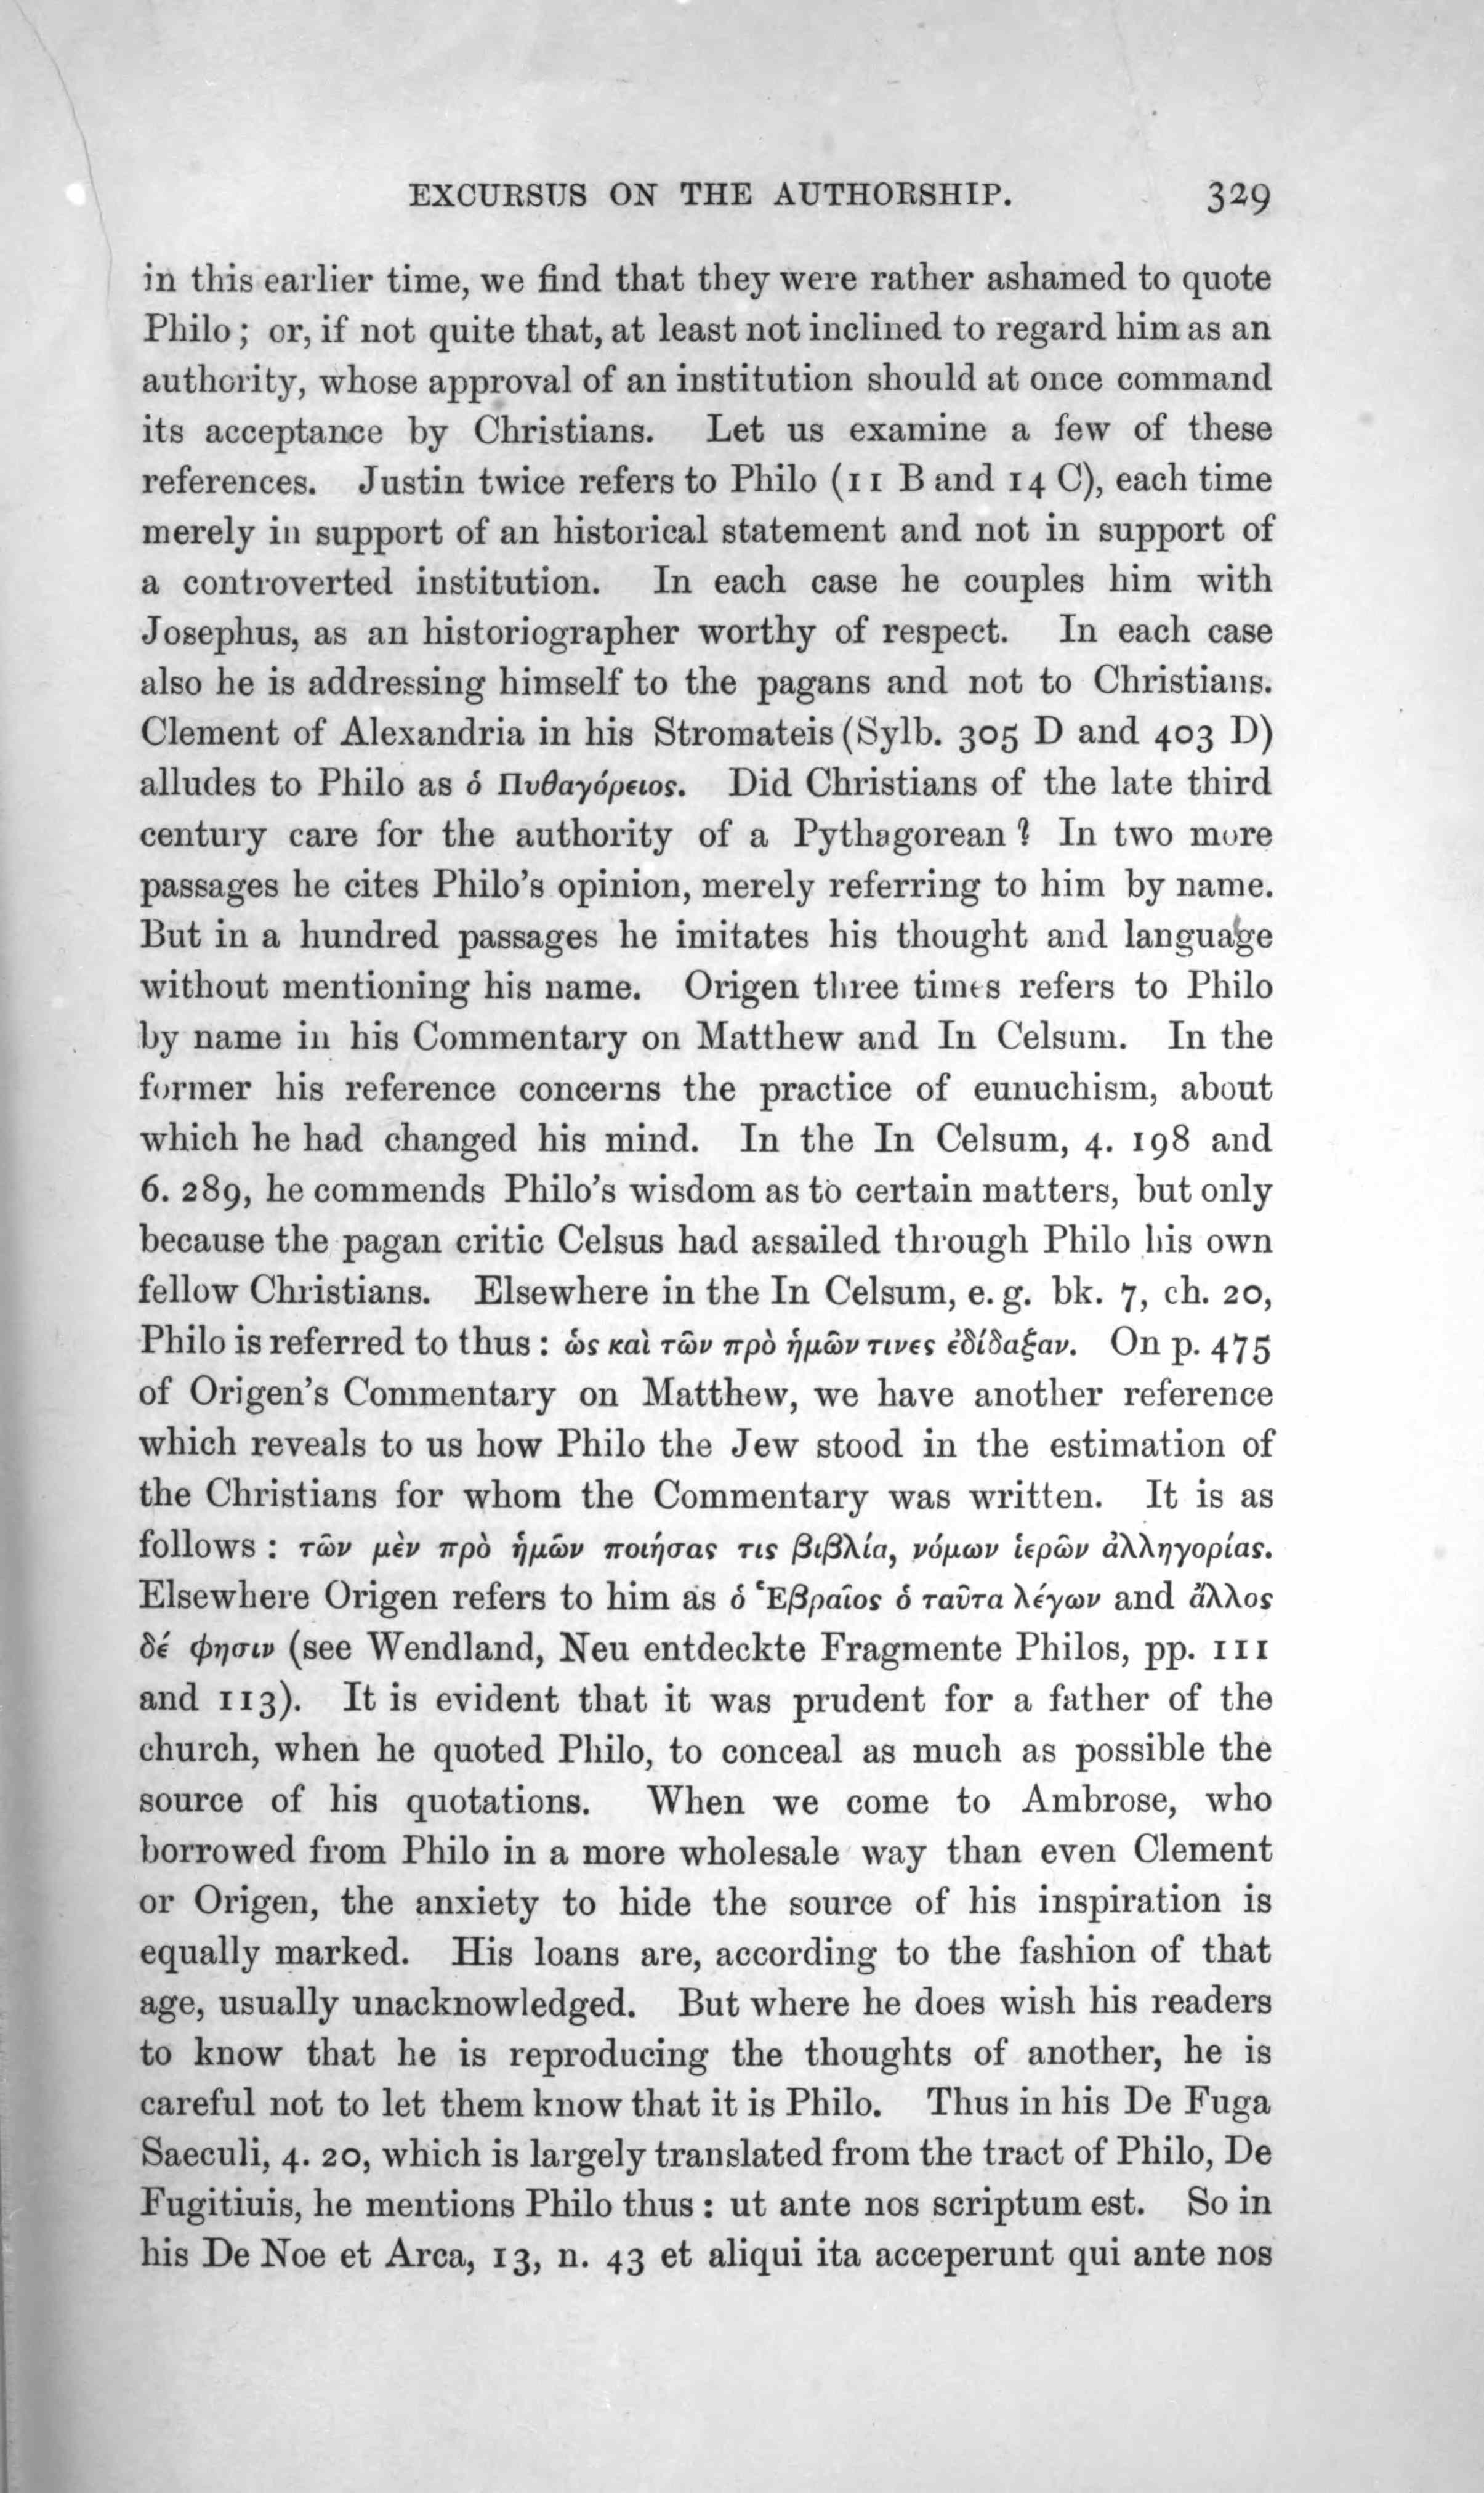 EXCURSUS ON THE AUTHORSHIP. 329
in this earlier time, we find that they were rather ashamed to quote
Philo ; or, if not quite that, at least not inclined to regard him as an
authority, whose approval of an institution should at once command
its acceptance by Christians. Let us examine a few of these
references. Justin twice refers to Philo (11 B and 14 C), each time
merely in support of an historical statement and not in support of
a controverted institution. In each case he couples him with
Josephus, as an historiographer worthy of respect. In each case
also he is addressing himself to the pagans and not to Christians.
Clement of Alexandria in his Stromateis (Sylb. 305 D and 403 D)
alludes to Philo as ὁ Πυθαγόρειος. Did Christians of the late third
century care for the authority of a Pythagorean ? In two more
passages he cites Philo's opinion, merely referring to him by name.
But in a hundred passages he imitates his thought and language
without mentioning his name. Origen three times refers to Philo
by name in his Commentary on Matthew and In Celsum. In the
former his reference concerns the practice of eunuchism, about
which he had changed his mind. In the In Celsum, 4. 198 and
6. 289, he commends Philo's wisdom as to certain matters, but only
because the pagan critic Celsus had assailed through Philo his own
fellow Christians. Elsewhere in the In Celsum, e. g. bk. 7, ch. 20,
Philo is referred to thus : ὡς καὶ τῶν πρὸ ἡμῶν τινες ἐδίδαξαν. On p. 475
of Origen's Commentary on Matthew, we have another reference
which reveals to us how Philo the Jew stood in the estimation of
the Christians for whom the Commentary was written. It is as
follows : τῶν μὲν πρὸ ἡμῶν ποιήσας τις βιβλία, νόμων ἱερῶν ἀλληγορίας.
Elsewhere Origen refers to him as ὁ Ἑβραῖος ὁ ταῦτα λέγων and ἄλλος
δέ φησιν (see Wendland, Neu entdeckte Fragmente Philos, pp. 111
and 113). It is evident that it was prudent for a father of the
church, when he quoted Philo, to conceal as much as possible the
source of his quotations. When we come to Ambrose, who
borrowed from Philo in a more wholesale way than even Clement
or Origen, the anxiety to hide the source of his inspiration is
equally marked. His loans are, according to the fashion of that
age, usually unacknowledged. But where he does wish his readers
to know that he is reproducing the thoughts of another, he is
careful not to let them know that it is Philo. Thus in his De Fuga
Saeculi, 4. 20, which is largely translated from the tract of Philo, De
Fugitiuis, he mentions Philo thus : ut ante nos scriptum est. So in
his De Noe et Arca, 13, n. 43 et aliqui ita acceperunt qui ante nos